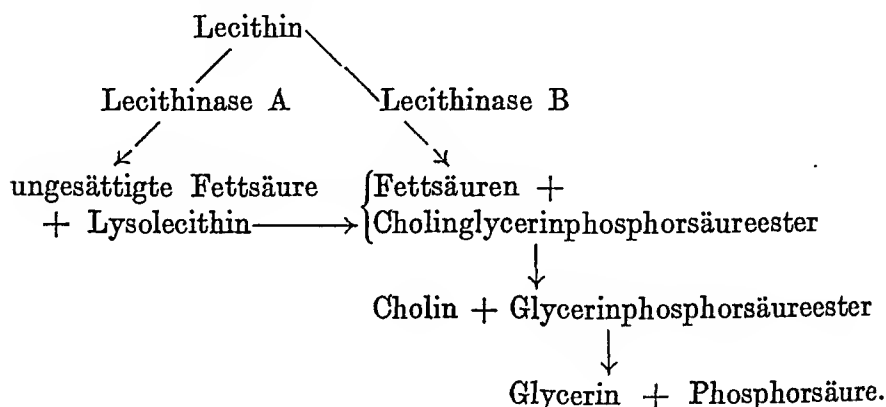 Lecithin
Lecithinase A Lecithinase B
ungesättigte Fettsäure Fettsäuren +
+ Lysolecithin Cholinglycerinphosphorsäureester
Cholin + Glycerinphosphorsäureester
Glycerin + Phosphorsäure.